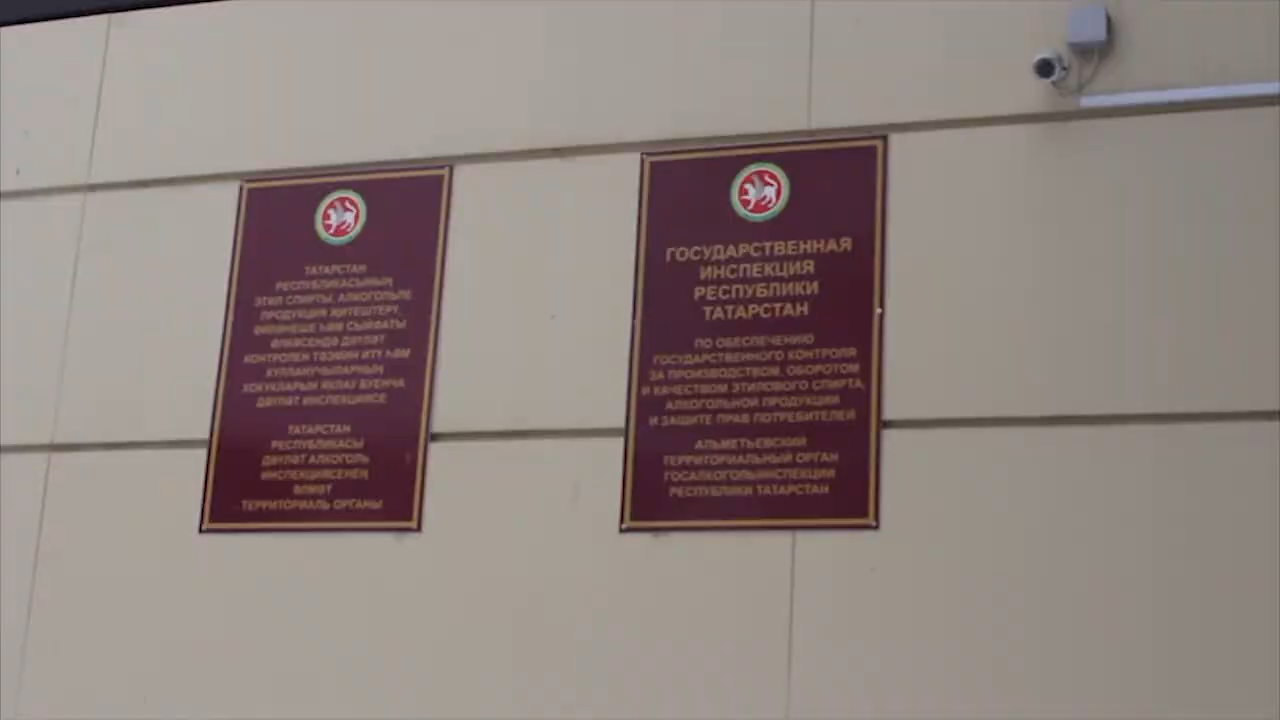 ТАТАРСТАН
РЕСПУБЛИКАСЫНЫҢ
ЭТИЛ СПИРТЫ, АЛКОГОЛЬЛЕ
ПРОДУКЦИЯ ҖИТЕШТЕРҮ,
ӘЙЛӘНЕШЕ ҺӘМ СЫЙФАТЫ
ӨЛКӘСЕНДӘ ДӘҮЛӘТ
КОНТРОЛЕН ТӘЭМИН ИТҮ ҺӘМ
КУЛЛАНУЧЫЛАРНЫҢ
ХОКУКЛАРЫН ЯКЛАУ БУЕНЧА
ДӘҮЛӘТ ИНСПЕКЦИЯСЕ
ТАТАРСТАН
РЕСПУБЛИКАСЫ
ДӘҮЛӘТ АЛКОГОЛЬ
ИНСПЕКЦИЯСЕНЕҢ
ӘЛМӘТ
ТЕРРИТОРИАЛЬ ОРГАНЫ
ГОСУДАРСТВЕННАЯ
ИНСПЕКЦИЯ
РЕСПУБЛИКИ
ТАТАРСТАН
ПО ОБЕСПЕЧЕНИЮ
ГОСУДАРСТВЕННОГО КОНТРОЛЯ
ЗА ПРОИЗВОДСТВОМ, ОБОРОТОМ
И КАЧЕСТВОМ ЭТИЛОВОГО СПИРТА,
АЛКОГОЛЬНОЙ ПРОДУКЦИИ
И ЗАЩИТЕ ПРАВ ПОТРЕБИТЕЛЕЙ
АЛЬМЕТЬЕВСКИЙ
ТЕРРИТОРИАЛЬНЫЙ ОРГАН
ГОСАЛКОГОЛЬИНСПЕКЦИИ
РЕСПУБЛИКИ ТАТАРСТАН